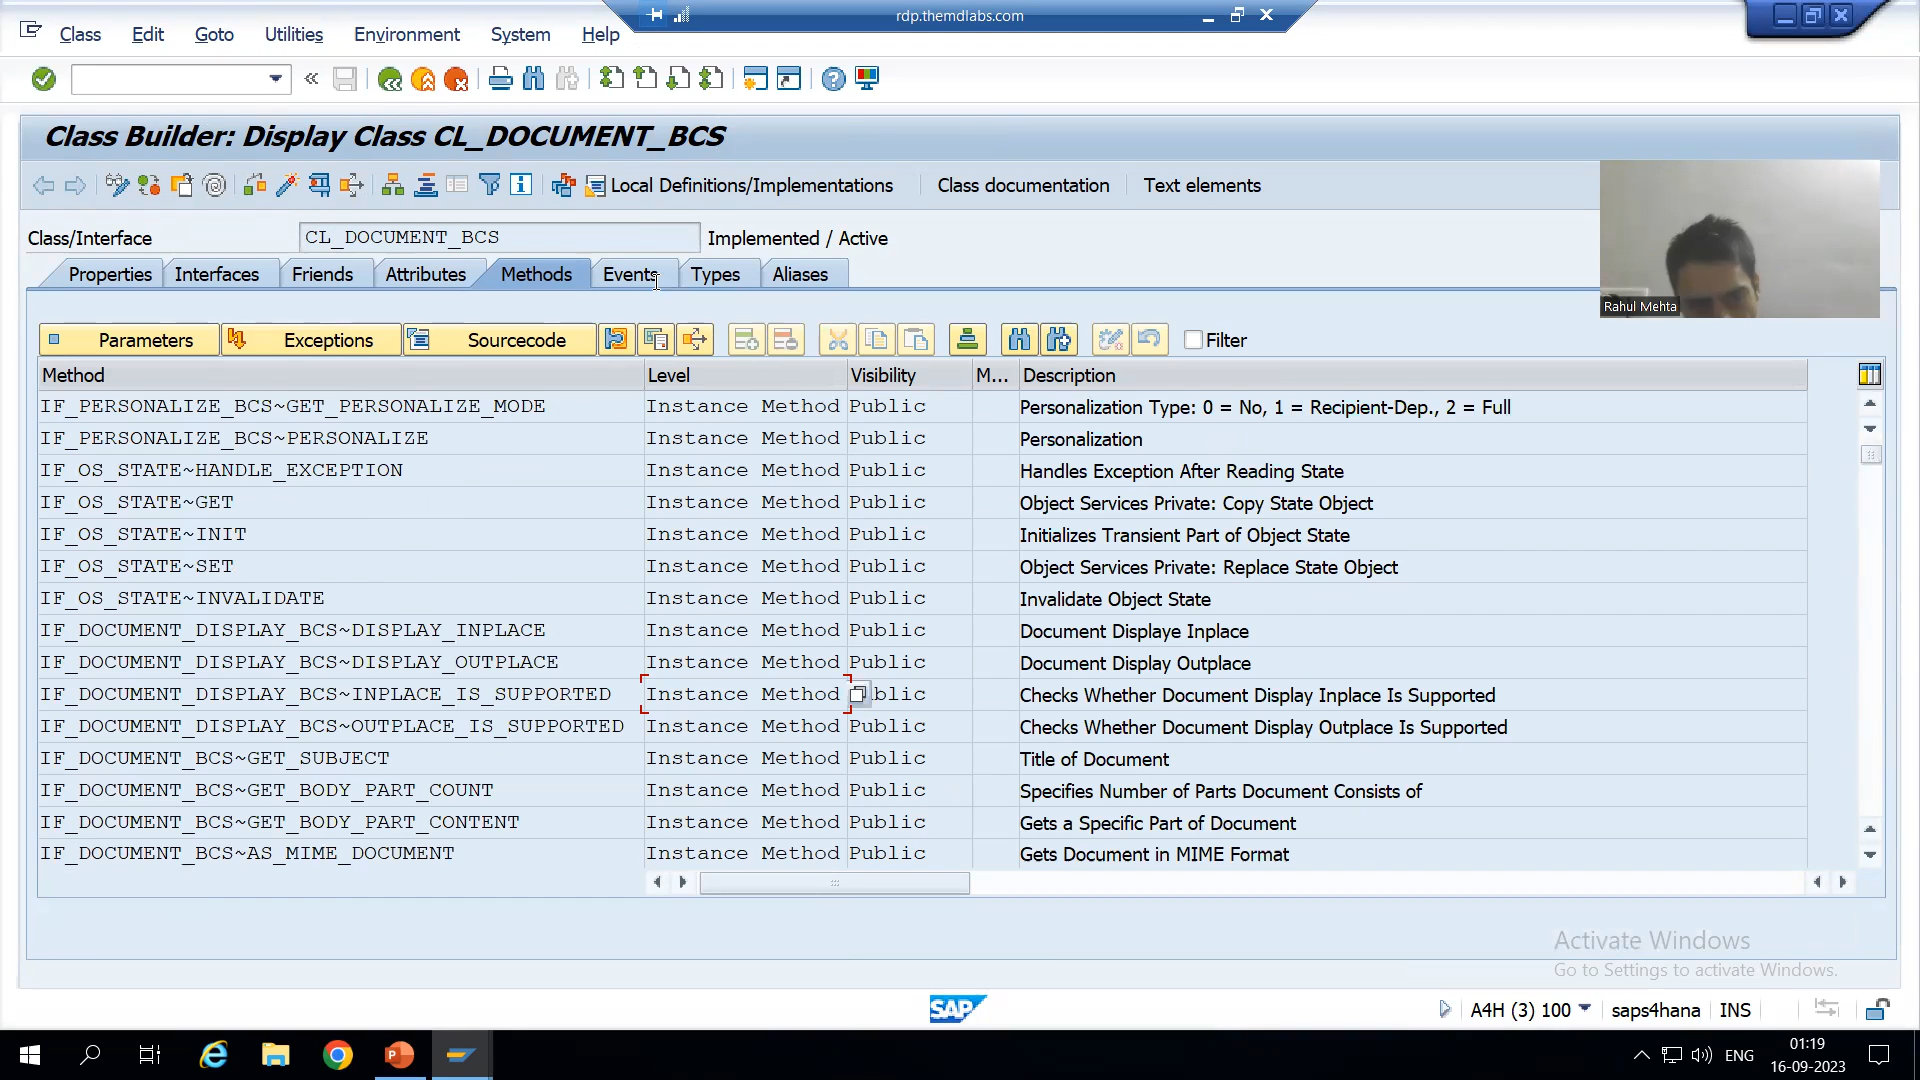 rdp.themdlabs.com
Class Edit Goto Utilities Environment System Help
Class Builder: Display Class CL_DOCUMENT_BCS
Local Definitions/Implementations Class documentation Text elements
Class/Interface CL_DOCUMENT_BCS Implemented / Active
Properties Interfaces Friends Attributes Methods Events Types Aliases
Rahul Mehta
Parameters Exceptions Sourcecode Filter
Method Level Visibility M... Description
IF_PERSONALIZE_BCS~GET_PERSONALIZE_MODE Instance Method Public Personalization Type: 0 = No, 1 = Recipient-Dep., 2 = Full
IF_PERSONALIZE_BCS~PERSONALIZE Instance Method Public Personalization
IF_OS_STATE~HANDLE_EXCEPTION Instance Method Public Handles Exception After Reading State
IF_OS_STATE~GET Instance Method Public Object Services Private: Copy State Object
IF_OS_STATE~INIT Instance Method Public Initializes Transient Part of Object State
IF_OS_STATE~SET Instance Method Public Object Services Private: Replace State Object
IF_OS_STATE~INVALIDATE Instance Method Public Invalidate Object State
IF_DOCUMENT_DISPLAY_BCS~DISPLAY_INPLACE Instance Method Public Document Displaye Inplace
IF_DOCUMENT_DISPLAY_BCS~DISPLAY_OUTPLACE Instance Method Public Document Display Outplace
IF_DOCUMENT_DISPLAY_BCS~INPLACE_IS_SUPPORTED Instance Method blic Checks Whether Document Display Inplace Is Supported
IF_DOCUMENT_DISPLAY_BCS~OUTPLACE_IS_SUPPORTED Instance Method Public Checks Whether Document Display Outplace Is Supported
IF_DOCUMENT_BCS~GET_SUBJECT Instance Method Public Title of Document
IF_DOCUMENT_BCS~GET_BODY_PART_COUNT Instance Method Public Specifies Number of Parts Document Consists of
IF_DOCUMENT_BCS~GET_BODY_PART_CONTENT Instance Method Public Gets a Specific Part of Document
IF_DOCUMENT_BCS~AS_MIME_DOCUMENT Instance Method Public Gets Document in MIME Format
Activate Windows
Go to Settings to activate Windows.
SAP A4H (3) 100 saps4hana INS
ENG 01:19
16-09-2023